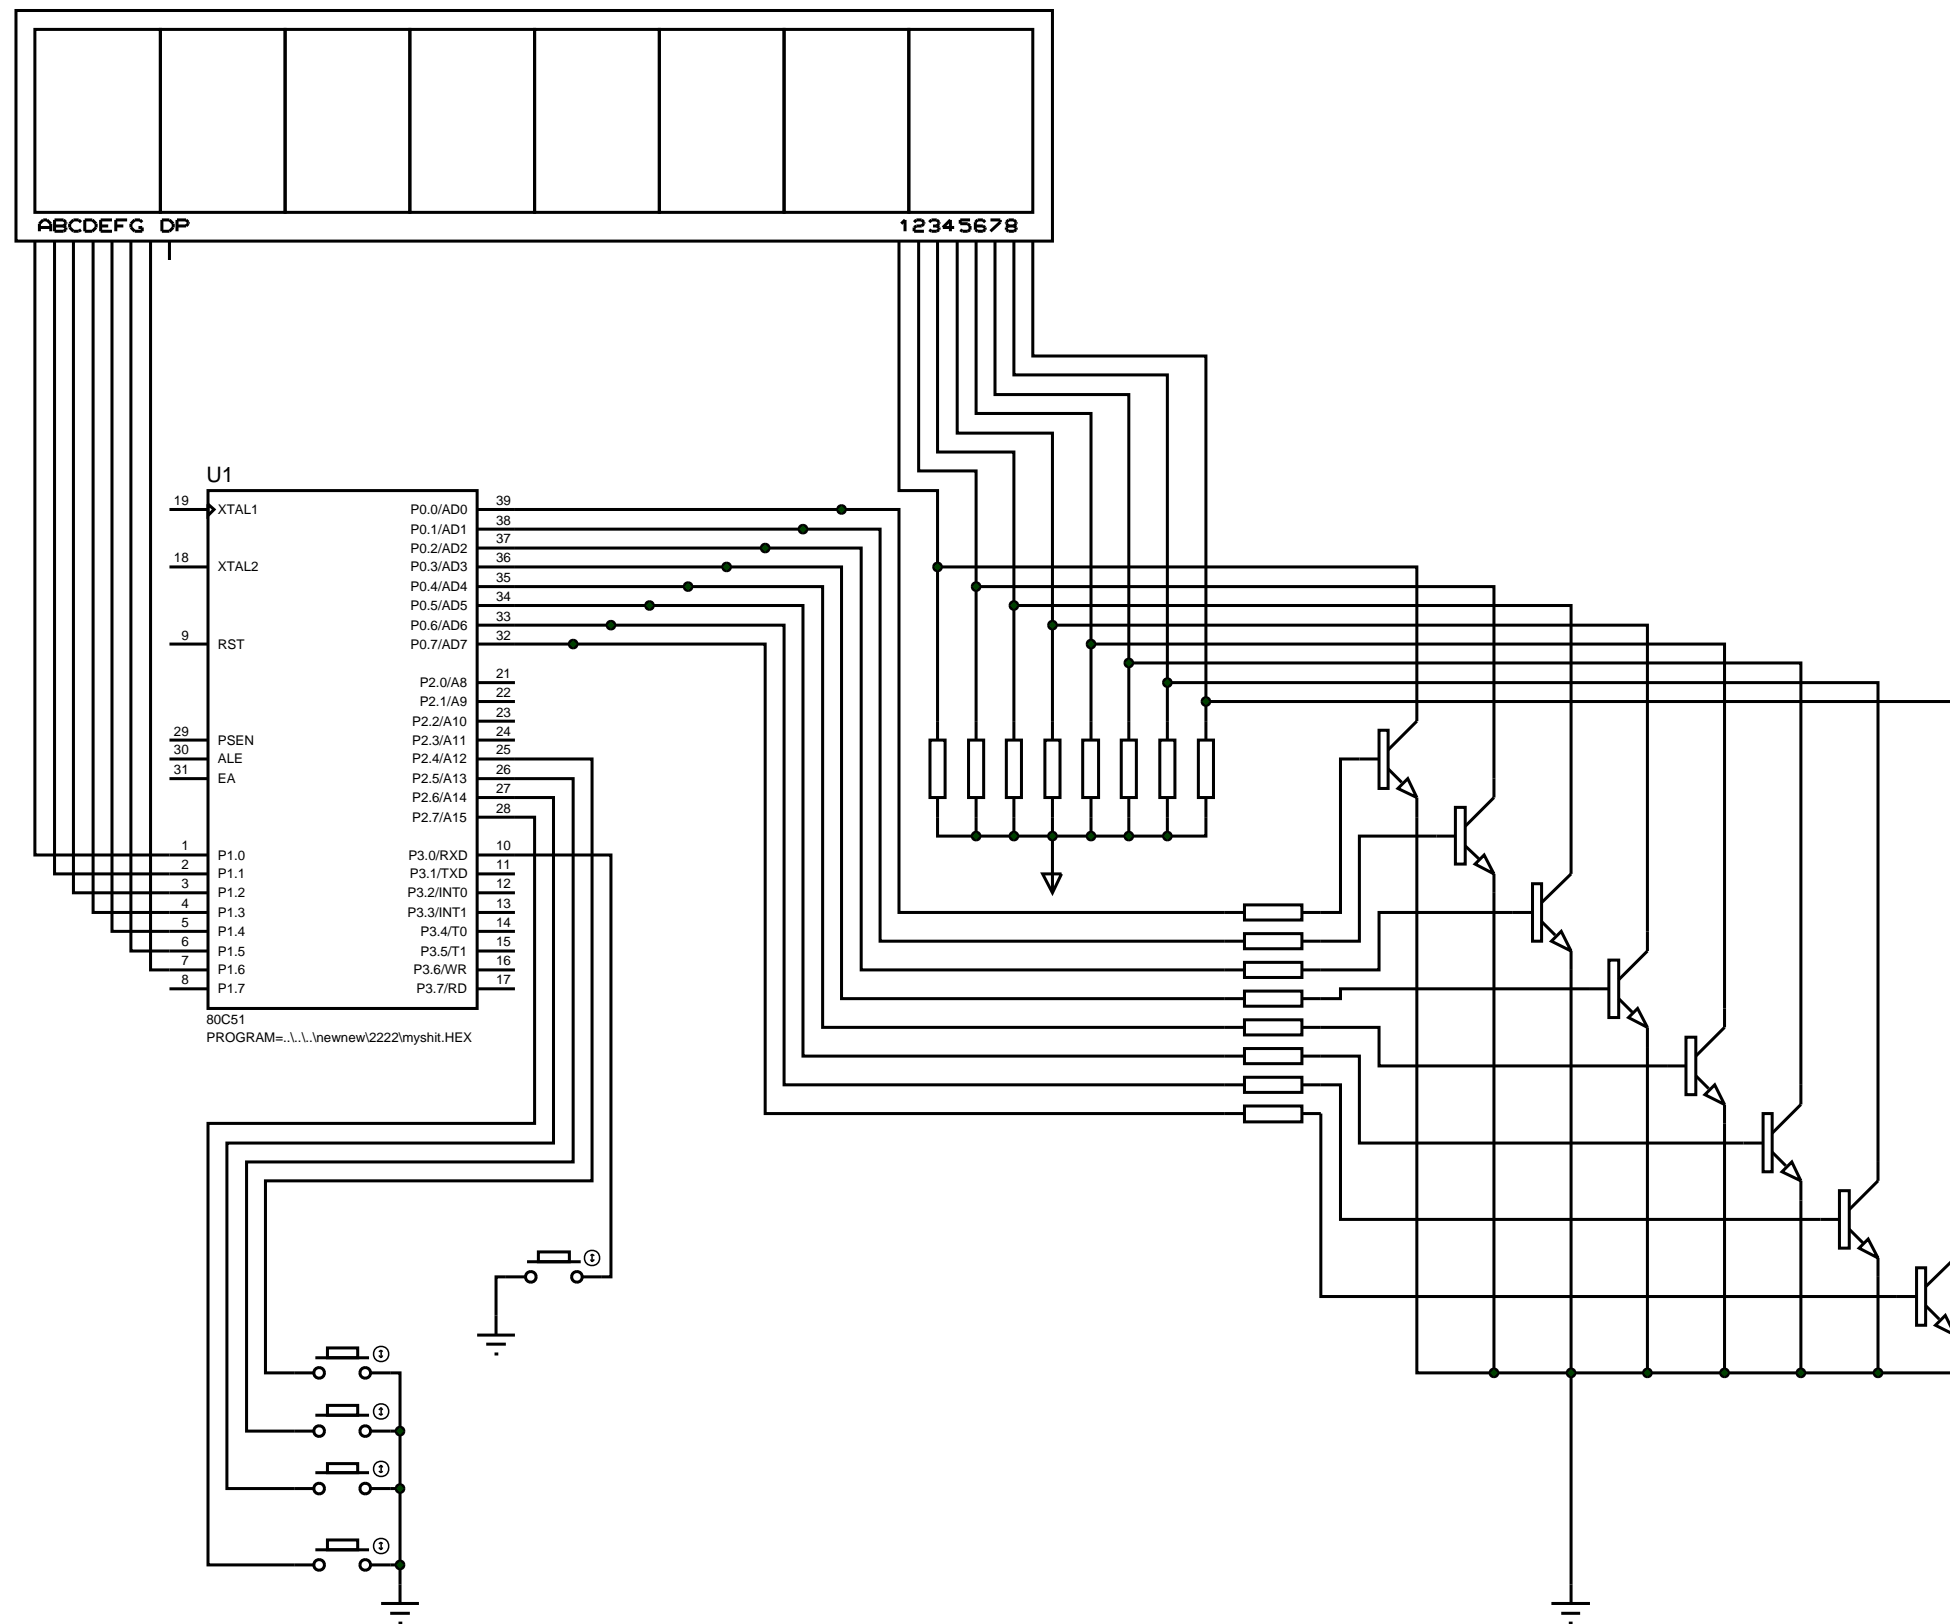 ABCDEFG DP
12345678
U1
19 XTAL1
18 XTAL2
9 RST
29 PSEN
30 ALE
31 EA
1 P1.0
2 P1.1
3 P1.2
4 P1.3
5 P1.4
6 P1.5
7 P1.6
8 P1.7
P0.0/AD0 39
P0.1/AD1 38
P0.2/AD2 37
P0.3/AD3 36
P0.4/AD4 35
P0.5/AD5 34
P0.6/AD6 33
P0.7/AD7 32
P2.0/A8 21
P2.1/A9 22
P2.2/A10 23
P2.3/A11 24
P2.4/A12 25
P2.5/A13 26
P2.6/A14 27
P2.7/A15 28
P3.0/RXD 10
P3.1/TXD 11
P3.2/INT0 12
P3.3/INT1 13
P3.4/T0 14
P3.5/T1 15
P3.6/WR 16
P3.7/RD 17
80C51
PROGRAM=..\..\..\newnew\2222\myshit.HEX